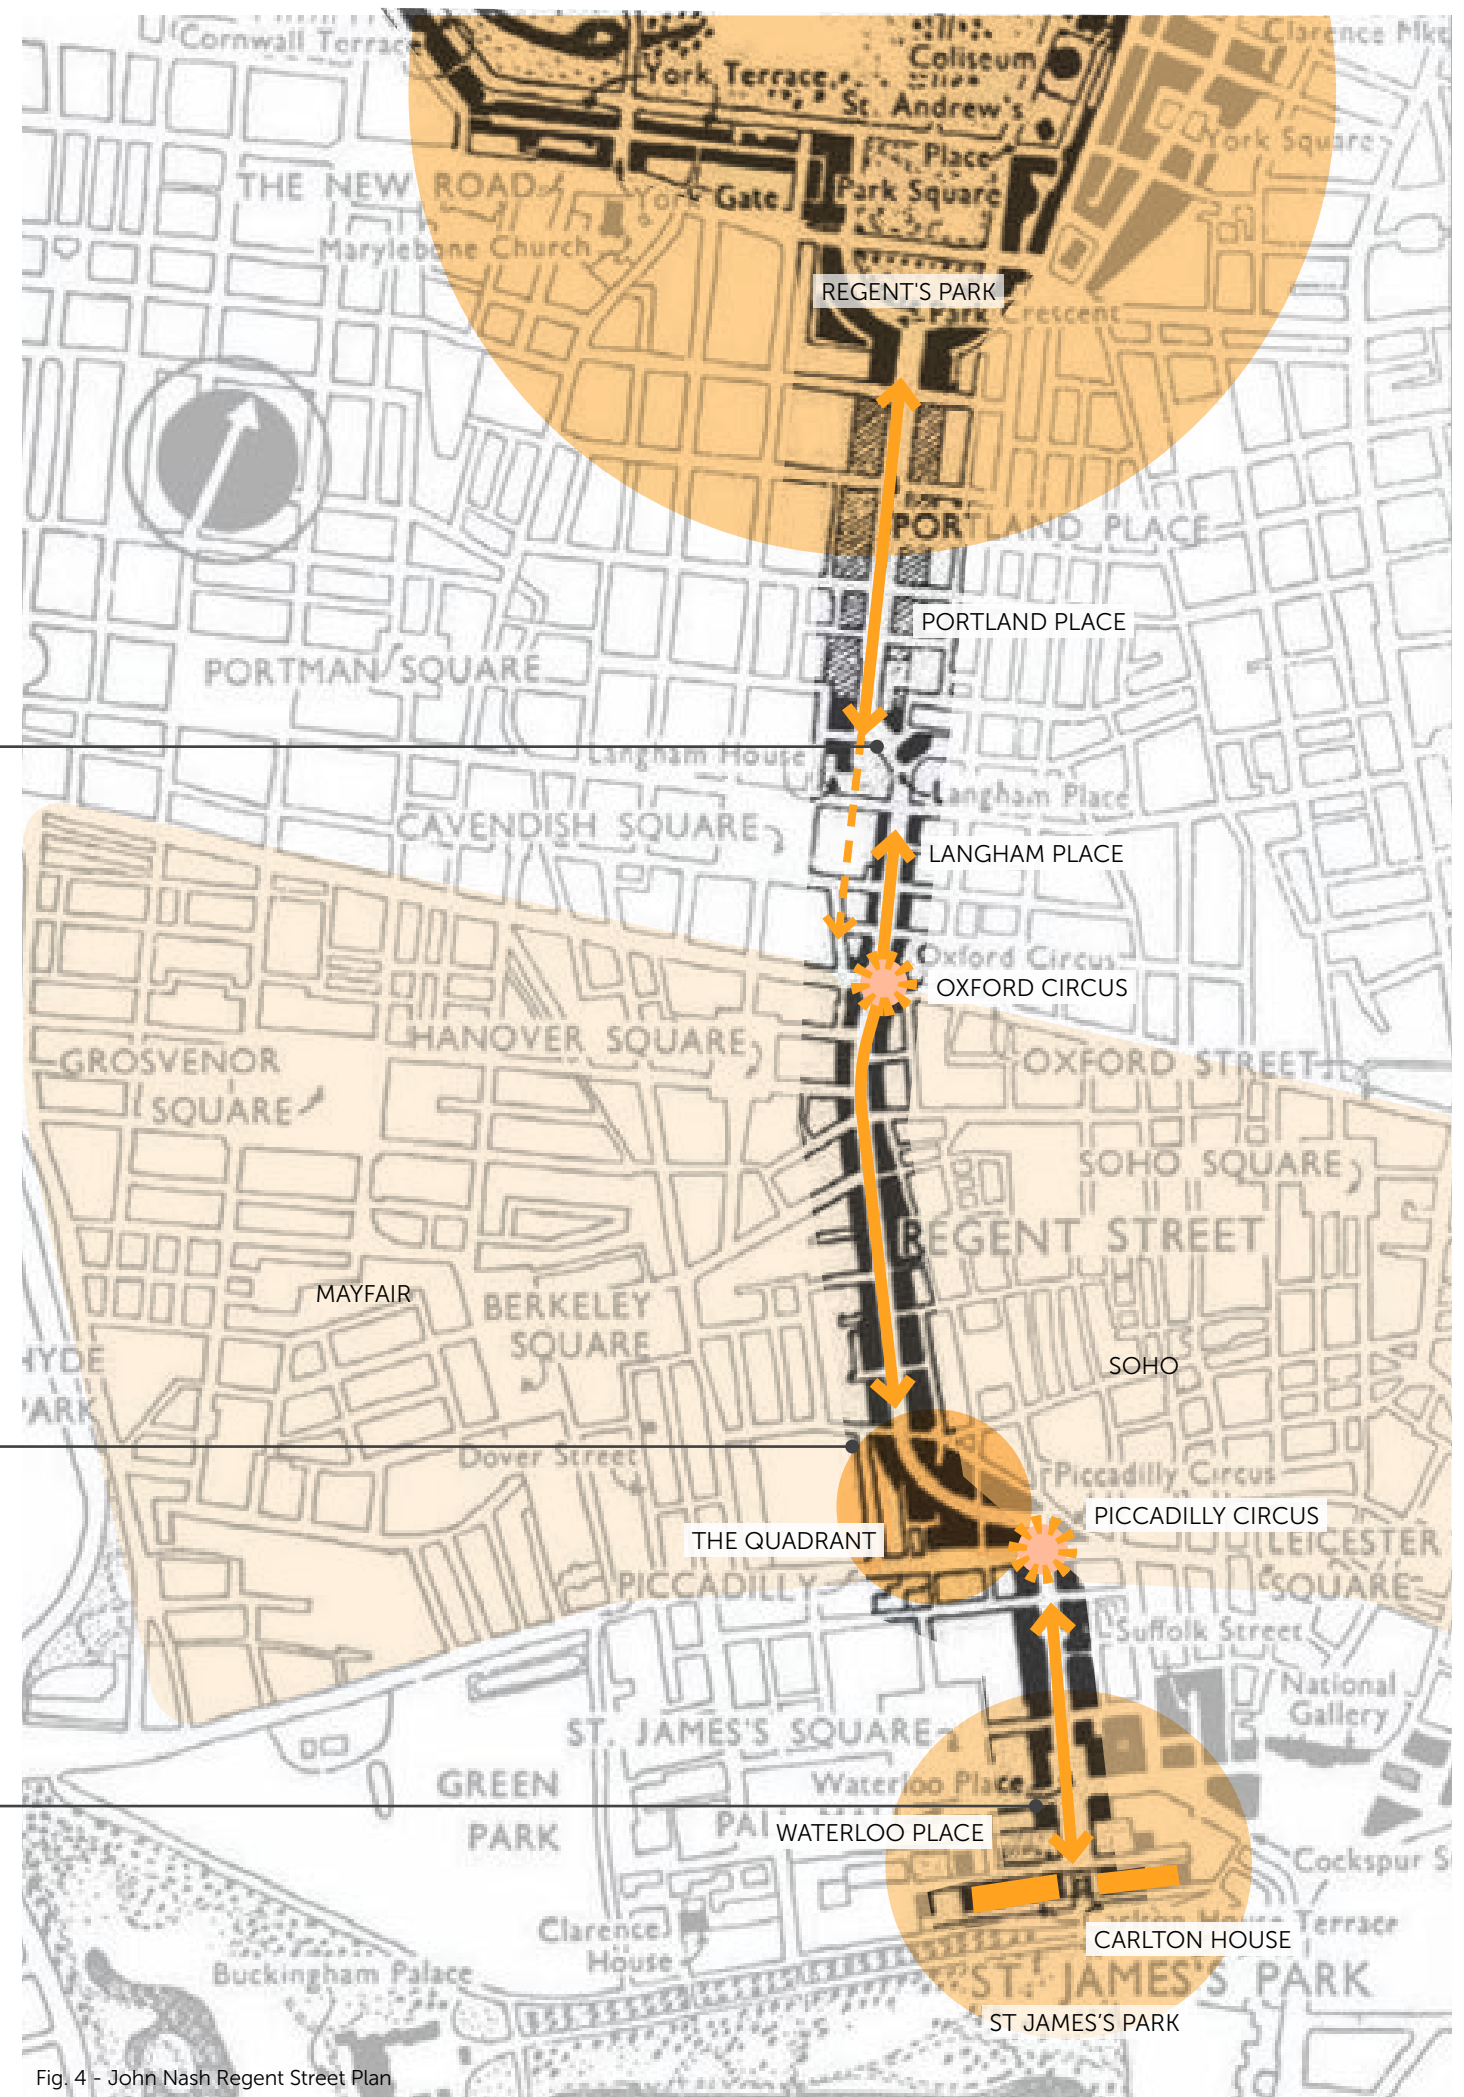 Cornwall Terrace
Clarence Mkt
Coliseum
York Terrace
St. Andrew's
York Square
Place
THE NEW ROAD
York Gate
Park Square
Marylebone Church
REGENT'S PARK
Park Crescent
PORTLAND PLACE
PORTLAND PLACE
PORTMAN SQUARE
Langham House
Langham Place
CAVENDISH SQUARE
LANGHAM PLACE
Oxford Circus
OXFORD CIRCUS
HANOVER SQUARE
GROSVENOR
SQUARE
OXFORD STREET
SOHO SQUARE
REGENT STREET
MAYFAIR
BERKELEY
SQUARE
HYDE
PARK
SOHO
Dover Street
Piccadilly Circus
PICCADILLY CIRCUS
THE QUADRANT
LEICESTER
SQUARE
PICCADILLY
Suffolk Street
National
Gallery
ST. JAMES'S SQUARE
GREEN
PARK
Waterloo Place
PAL
WATERLOO PLACE
Cockspur S
Clarence
House
House Terrace
CARLTON HOUSE
Buckingham Palace
ST. JAMES'S PARK
ST JAMES'S PARK
Fig. 4 - John Nash Regent Street Plan